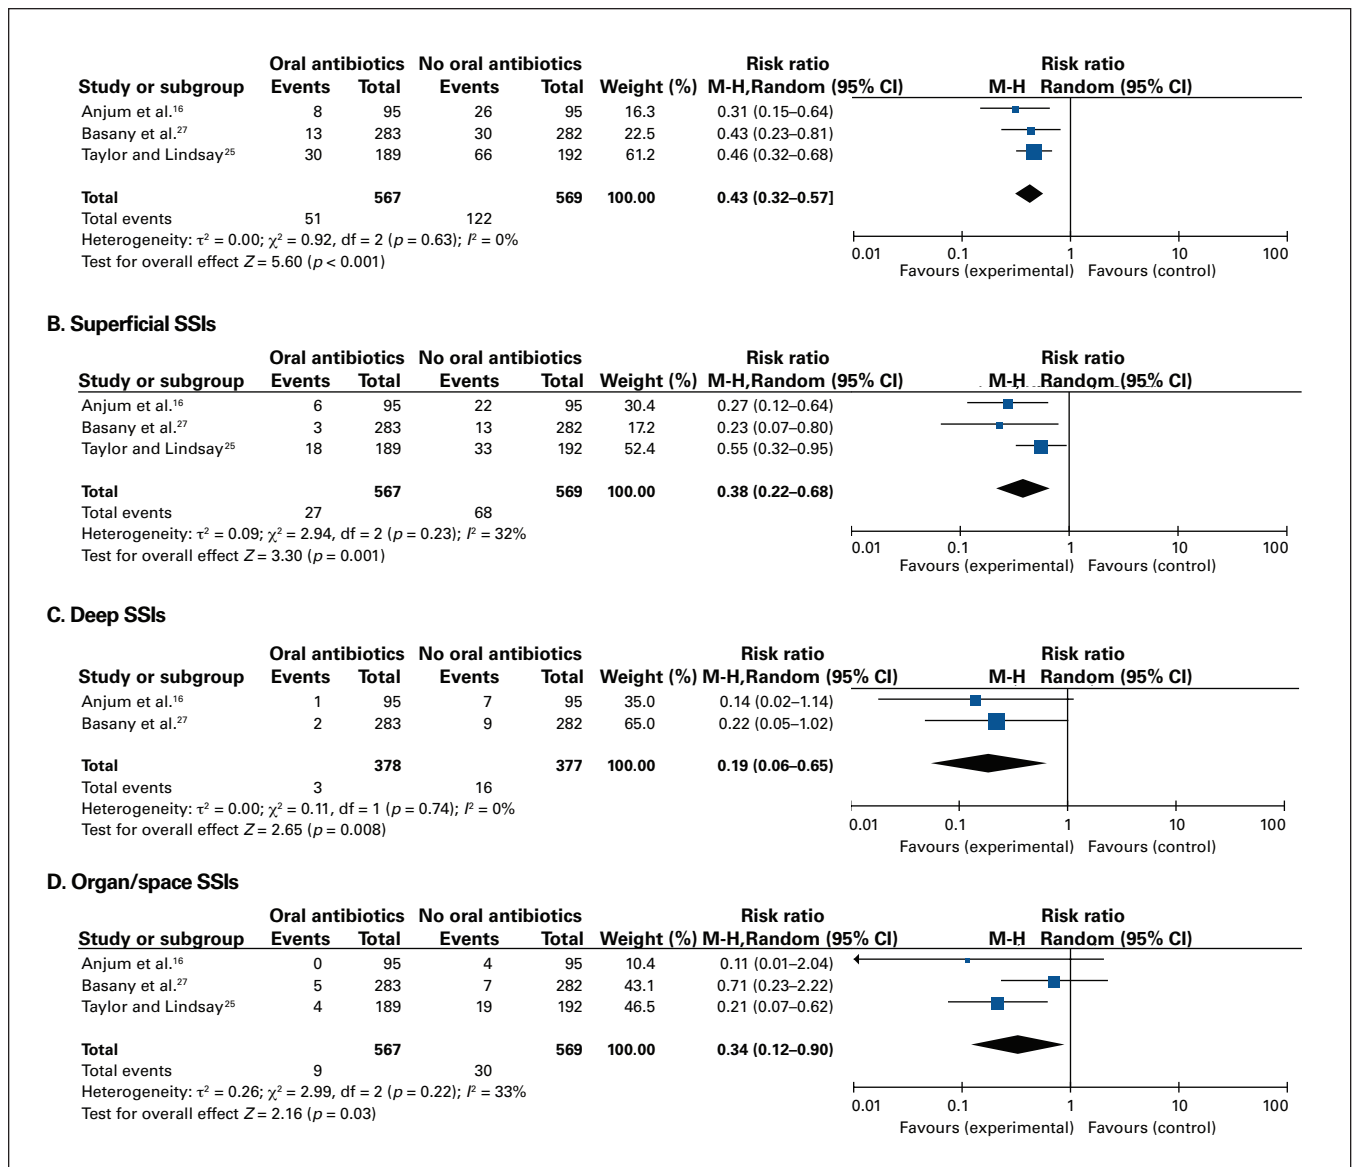 Oral antibiotics No oral antibiotics Risk ratio Risk ratio
Study or subgroup Events Total Events Total Weight (%) M-H,Random (95% CI) M-H Random (95% CI)
Anjum et al.¹⁶ 8 95 26 95 16.3 0.31 (0.15–0.64)
Basany et al.²⁷ 13 283 30 282 22.5 0.43 (0.23–0.81)
Taylor and Lindsay²⁵ 30 189 66 192 61.2 0.46 (0.32–0.68)
Total 567 569 100.00 0.43 (0.32–0.57]
Total events 51 122
Heterogeneity: τ² = 0.00; χ² = 0.92, df = 2 (p = 0.63); I² = 0%
Test for overall effect Z = 5.60 (p < 0.001)
0.01 0.1 1 10 100
Favours (experimental) Favours (control)
B. Superficial SSIs
Oral antibiotics No oral antibiotics Risk ratio Risk ratio
Study or subgroup Events Total Events Total Weight (%) M-H,Random (95% CI) M-H Random (95% CI)
Anjum et al.¹⁶ 6 95 22 95 30.4 0.27 (0.12–0.64)
Basany et al.²⁷ 3 283 13 282 17.2 0.23 (0.07–0.80)
Taylor and Lindsay²⁵ 18 189 33 192 52.4 0.55 (0.32–0.95)
Total 567 569 100.00 0.38 (0.22–0.68)
Total events 27 68
Heterogeneity: τ² = 0.09; χ² = 2.94, df = 2 (p = 0.23); I² = 32%
Test for overall effect Z = 3.30 (p = 0.001)
0.01 0.1 1 10 100
Favours (experimental) Favours (control)
C. Deep SSIs
Oral antibiotics No oral antibiotics Risk ratio Risk ratio
Study or subgroup Events Total Events Total Weight (%) M-H,Random (95% CI) M-H Random (95% CI)
Anjum et al.¹⁶ 1 95 7 95 35.0 0.14 (0.02–1.14)
Basany et al.²⁷ 2 283 9 282 65.0 0.22 (0.05–1.02)
Total 378 377 100.00 0.19 (0.06–0.65)
Total events 3 16
Heterogeneity: τ² = 0.00; χ² = 0.11, df = 1 (p = 0.74); I² = 0%
Test for overall effect Z = 2.65 (p = 0.008)
0.01 0.1 1 10 100
Favours (experimental) Favours (control)
D. Organ/space SSIs
Oral antibiotics No oral antibiotics Risk ratio Risk ratio
Study or subgroup Events Total Events Total Weight (%) M-H,Random (95% CI) M-H Random (95% CI)
Anjum et al.¹⁶ 0 95 4 95 10.4 0.11 (0.01–2.04)
Basany et al.²⁷ 5 283 7 282 43.1 0.71 (0.23–2.22)
Taylor and Lindsay²⁵ 4 189 19 192 46.5 0.21 (0.07–0.62)
Total 567 569 100.00 0.34 (0.12–0.90)
Total events 9 30
Heterogeneity: τ² = 0.26; χ² = 2.99, df = 2 (p = 0.22); I² = 33%
Test for overall effect Z = 2.16 (p = 0.03)
0.01 0.1 1 10 100
Favours (experimental) Favours (control)